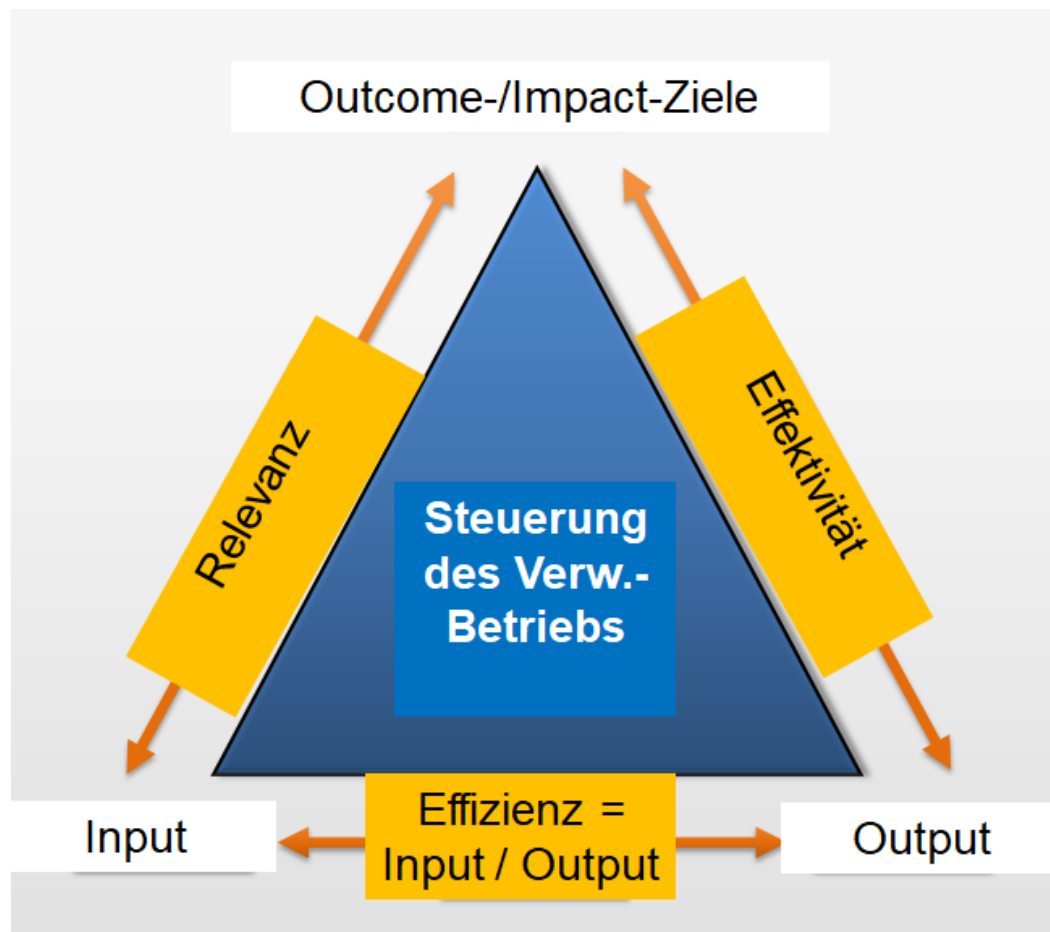 Outcome-/Impact-Ziele
Relevanz
Effektivität
Steuerung
des Verw.-
Betriebs
Input
Effizienz =
Input / Output
Output